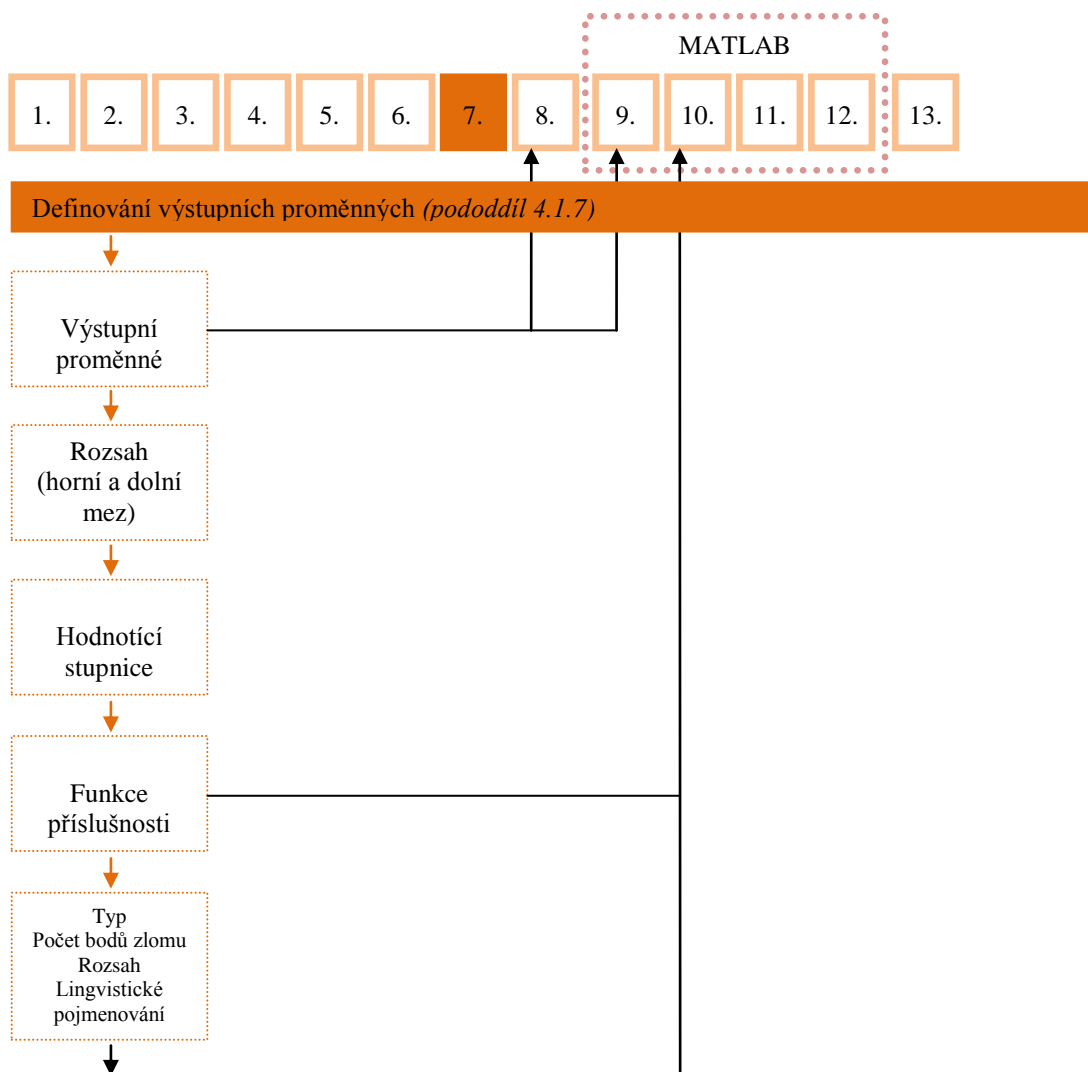 MATLAB
1. 2. 3. 4. 5. 6. 7. 8. 9. 10. 11. 12. 13.
Definování výstupních proměnných (pododdíl 4.1.7)
Výstupní
proměnné
Rozsah
(horní a dolní
mez)
Hodnotící
stupnice
Funkce
příslušnosti
Typ
Počet bodů zlomu
Rozsah
Lingvistické
pojmenování